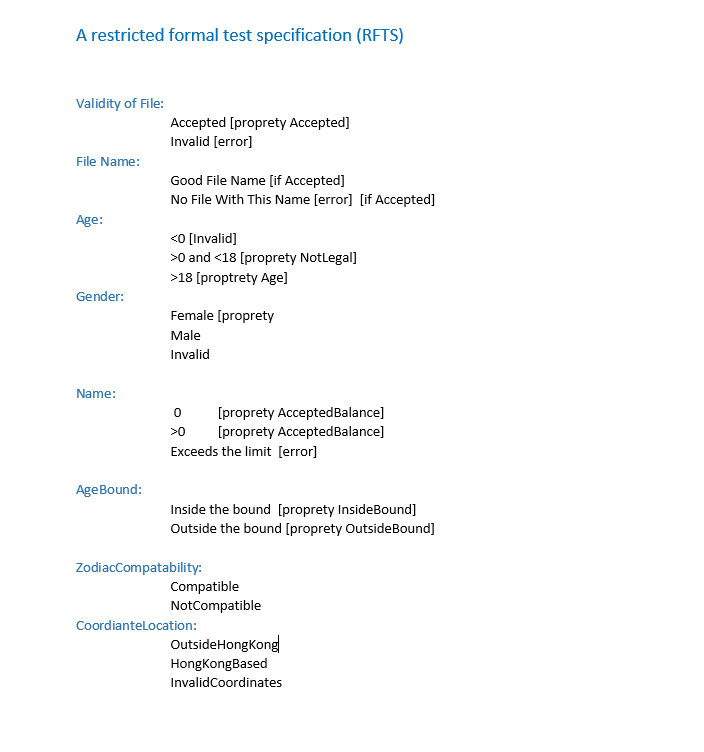 A restricted formal test specification (RFTS)
Validity of File:
Accepted [proprety Accepted]
Invalid [error]
File Name:
Good File Name [if Accepted]
No File With This Name [error]  [if Accepted]
Age:
<0 [Invalid]
>0 and <18 [proprety NotLegal]
>18 [proptrety Age]
Gender:
Female [proprety
Male
Invalid
Name:
0 [proprety AcceptedBalance]
>0 [proprety AcceptedBalance]
Exceeds the limit  [error]
AgeBound:
Inside the bound  [proprety InsideBound]
Outside the bound [proprety OutsideBound]
ZodiacCompatability:
Compatible
NotCompatible
CoordianteLocation:
OutsideHongKong
HongKongBased
InvalidCoordinates